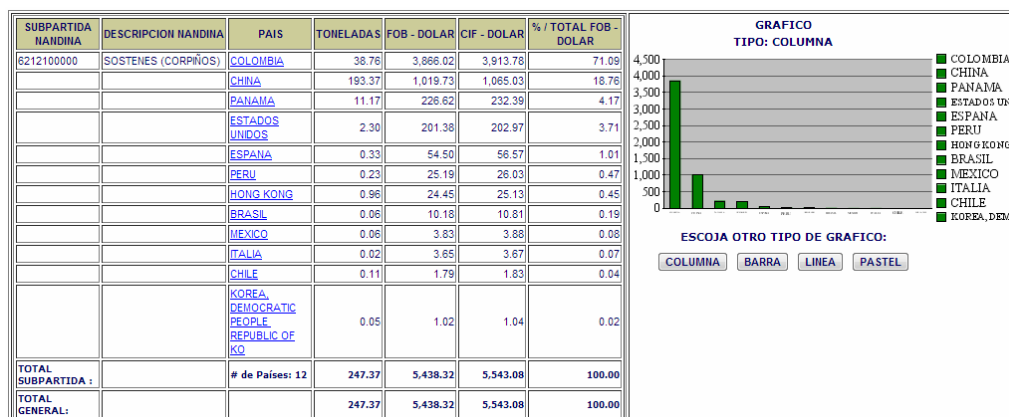 SUBPARTIDA NANDINA DESCRIPCION NANDINA PAIS TONELADAS FOB - DOLAR CIF - DOLAR % / TOTAL FOB - DOLAR
6212100000 SOSTENES (CORPIÑOS) COLOMBIA 38.76 3,866.02 3,913.78 71.09
CHINA 193.37 1,019.73 1,065.03 18.76
PANAMA 11.17 226.62 232.39 4.17
ESTADOS UNIDOS 2.30 201.38 202.97 3.71
ESPANA 0.33 54.50 56.57 1.01
PERU 0.23 25.19 26.03 0.47
HONG KONG 0.96 24.45 25.13 0.45
BRASIL 0.06 10.18 10.81 0.19
MEXICO 0.06 3.83 3.88 0.08
ITALIA 0.02 3.65 3.67 0.07
CHILE 0.11 1.79 1.83 0.04
KOREA, DEMOCRATIC PEOPLE REPUBLIC OF KO 0.05 1.02 1.04 0.02
TOTAL SUBPARTIDA : # de Países: 12 247.37 5,438.32 5,543.08 100.00
TOTAL GENERAL: 247.37 5,438.32 5,543.08 100.00
GRAFICO
TIPO: COLUMNA
4,500
4,000
3,500
3,000
2,500
2,000
1,500
1,000
500
0
COLOMBIA
CHINA
PANAMA
ESTADOS UN
ESPANA
PERU
HONG KONG
BRASIL
MEXICO
ITALIA
CHILE
KOREA, DEM
ESCOJA OTRO TIPO DE GRAFICO:
COLUMNA BARRA LINEA PASTEL